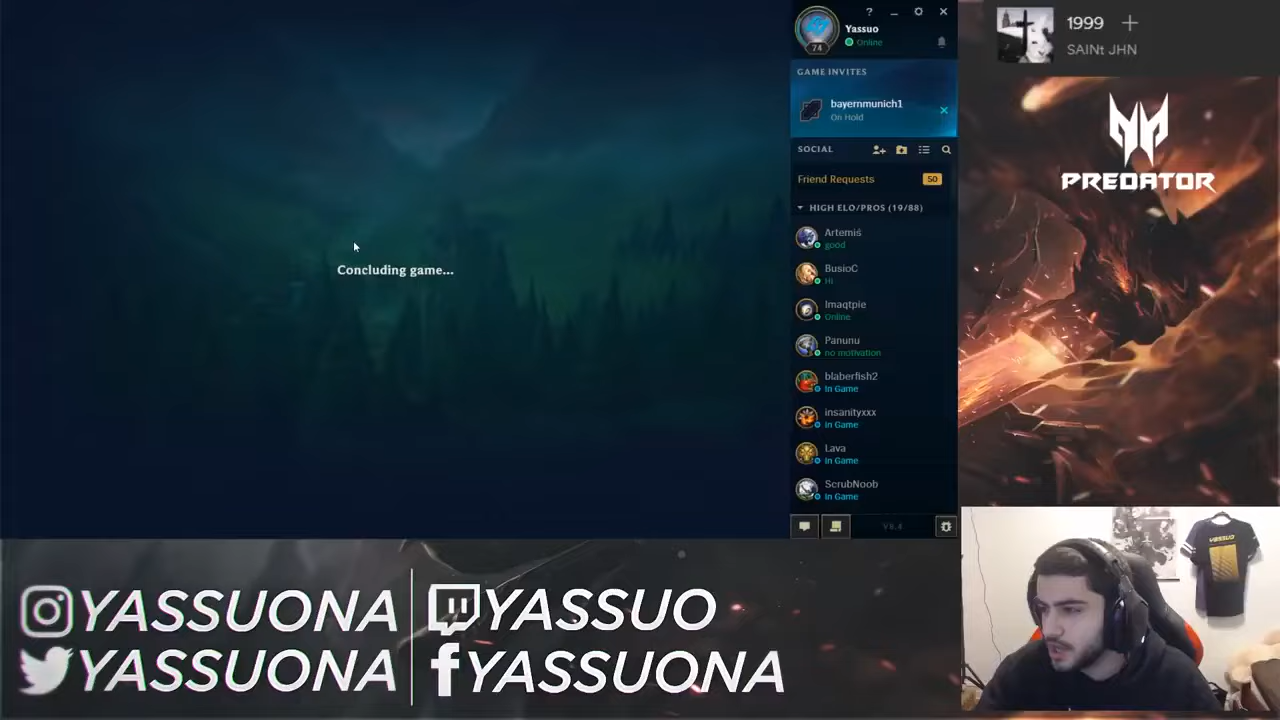 ?
Yassuo
Online
74
GAME INVITES
bayernmunich1
On Hold
SOCIAL
Friend Requests
50
HIGH ELO/PROS (19/88)
Artemiś
good
BusioC
Hi
Imaqtpie
Online
Panunu
no motivation
blaberfish2
In Game
insanityxxx
In Game
Lava
In Game
ScrubNoob
In Game
Concluding game...
1999
SAINt JHN
PREDATOR
YASSUONA
YASSUO
YASSUONA
YASSUONA